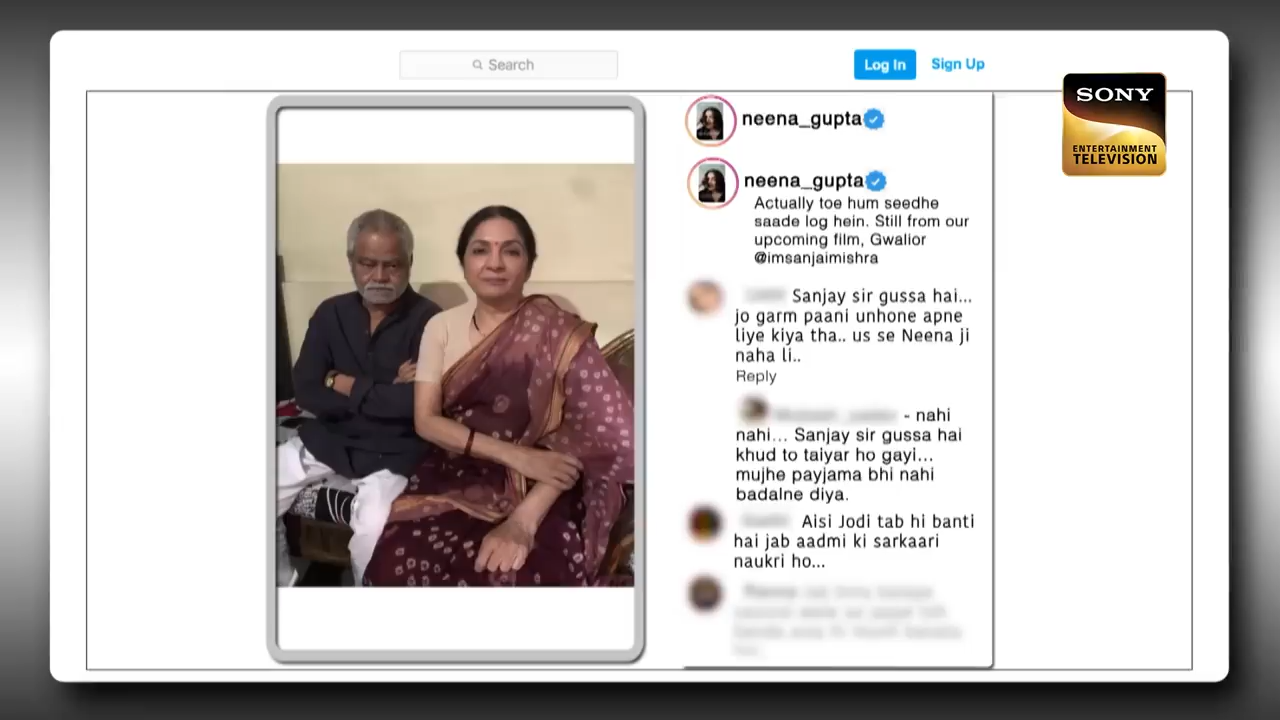 Search
Log In
Sign Up
SONY
ENTERTAINMENT
TELEVISION
neena_gupta
neena_gupta
Actually toe hum seedhe
saade log hein. Still from our
upcoming film, Gwalior
@imsanjaimishra
Sanjay sir gussa hai...
jo garm paani unhone apne
liye kiya tha.. us se Neena ji
naha li..
Reply
- nahi
nahi... Sanjay sir gussa hai
khud to taiyar ho gayi...
mujhe payjama bhi nahi
badalne diya.
Aisi Jodi tab hi banti
hai jab aadmi ki sarkaari
naukri ho...